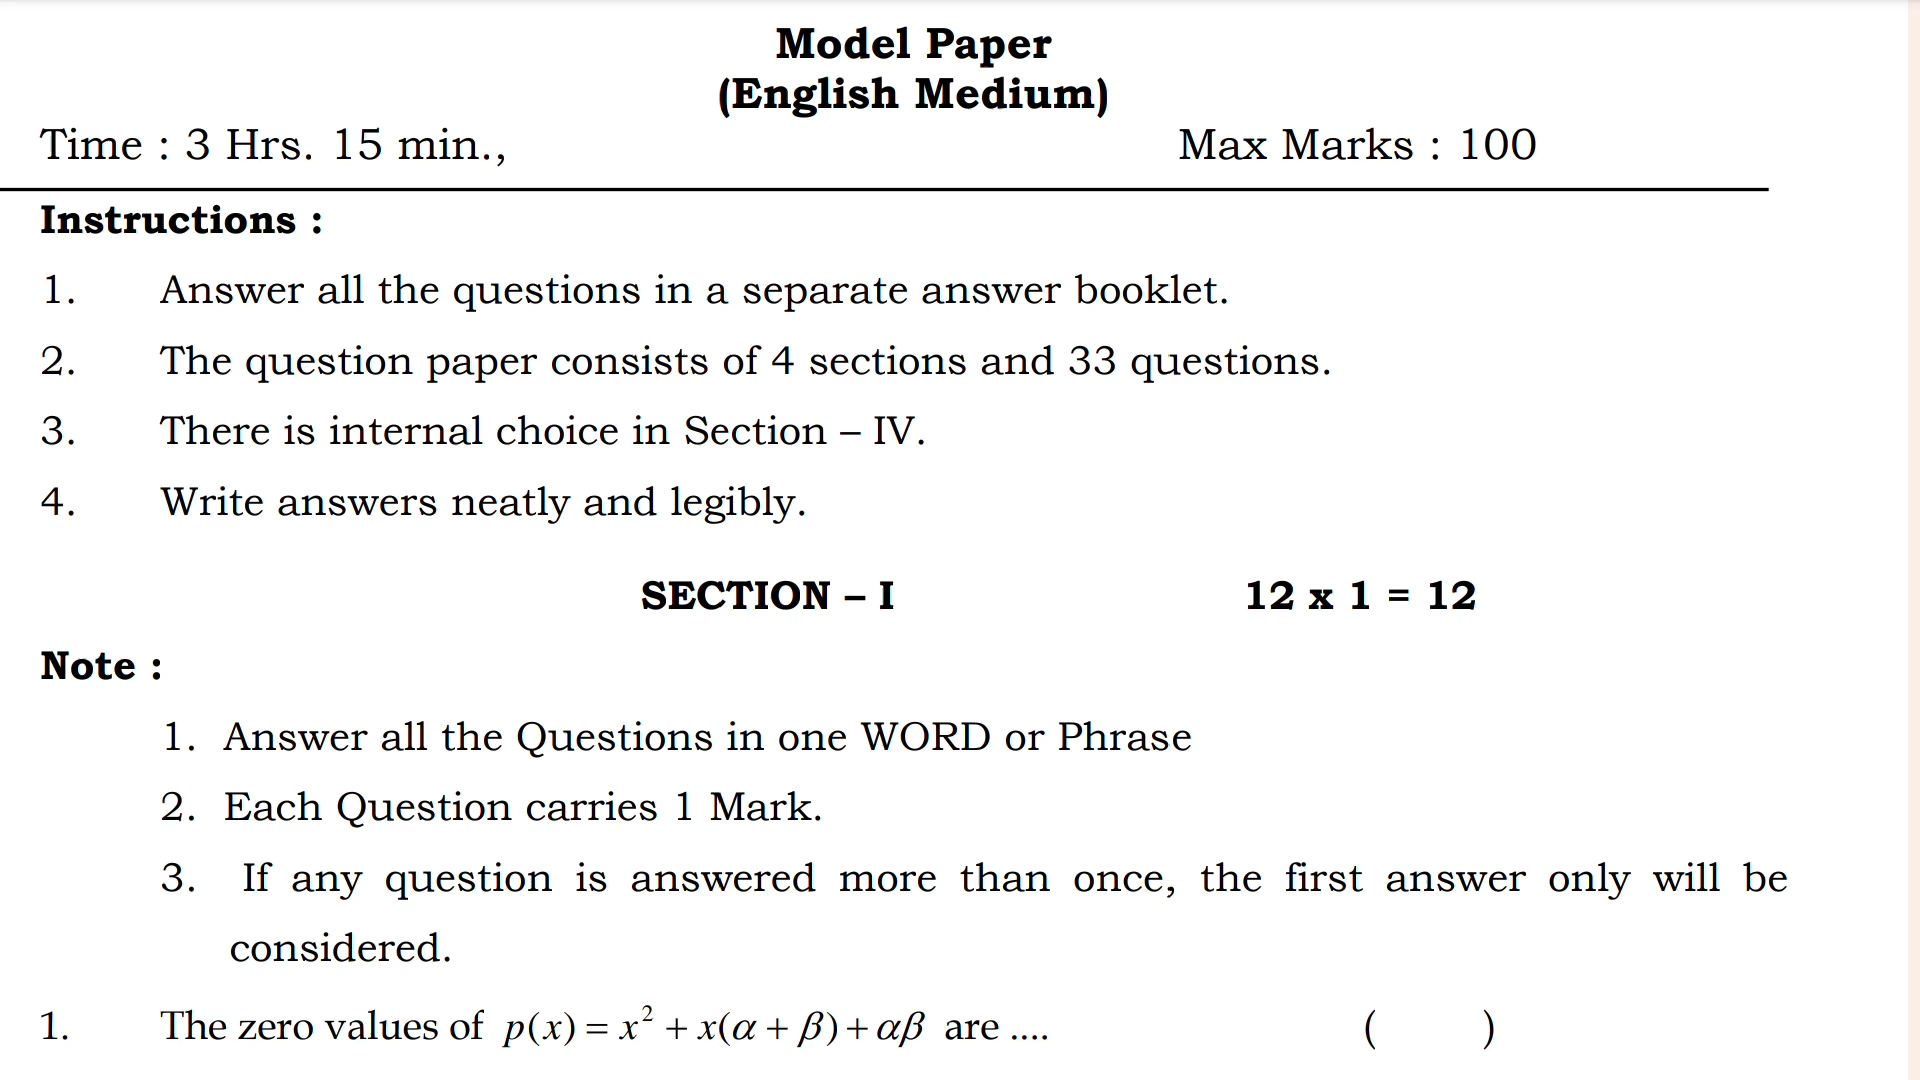 Model Paper
(English Medium)
Time : 3 Hrs. 15 min., Max Marks : 100
Instructions :
1. Answer all the questions in a separate answer booklet.
2. The question paper consists of 4 sections and 33 questions.
3. There is internal choice in Section – IV.
4. Write answers neatly and legibly.
SECTION – I 12 x 1 = 12
Note :
1. Answer all the Questions in one WORD or Phrase
2. Each Question carries 1 Mark.
3. If any question is answered more than once, the first answer only will be
considered.
1. The zero values of p(x) = x² + x(α + β) + αβ are .... ( )